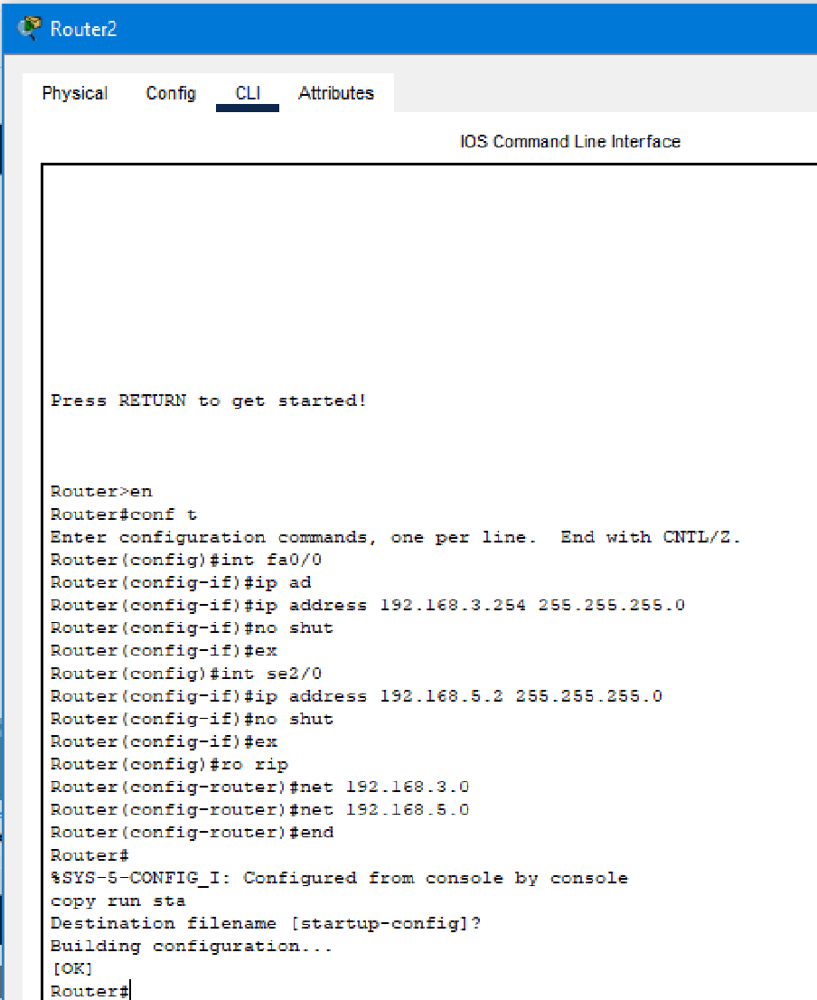 Router2
Physical Config CLI Attributes
IOS Command Line Interface
Press RETURN to get started!
Router>en
Router#conf t
Enter configuration commands, one per line.  End with CNTL/Z.
Router(config)#int fa0/0
Router(config-if)#ip ad
Router(config-if)#ip address 192.168.3.254 255.255.255.0
Router(config-if)#no shut
Router(config-if)#ex
Router(config)#int se2/0
Router(config-if)#ip address 192.168.5.2 255.255.255.0
Router(config-if)#no shut
Router(config-if)#ex
Router(config)#ro rip
Router(config-router)#net 192.168.3.0
Router(config-router)#net 192.168.5.0
Router(config-router)#end
Router#
%SYS-5-CONFIG_I: Configured from console by console
copy run sta
Destination filename [startup-config]?
Building configuration...
[OK]
Router#